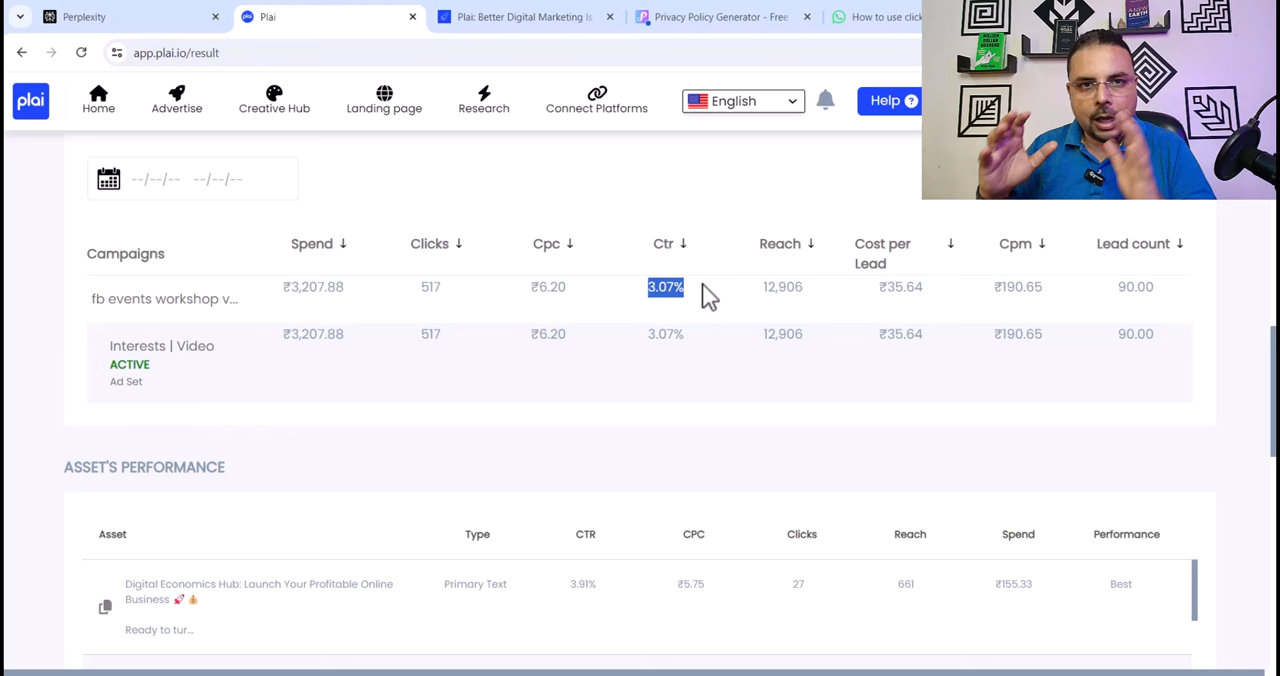 Perplexity
Plai
Plai: Better Digital Marketing Is
Privacy Policy Generator - Free
How to use click
app.plai.io/result
plai
Home
Advertise
Creative Hub
Landing page
Research
Connect Platforms
English
Help ?
--/--/-- --/--/--
Campaigns Spend ↓ Clicks ↓ Cpc ↓ Ctr ↓ Reach ↓ Cost per Lead ↓ Cpm ↓ Lead count ↓
fb events workshop v... ₹3,207.88 517 ₹6.20 3.07% 12,906 ₹35.64 ₹190.65 90.00
Interests | Video ₹3,207.88 517 ₹6.20 3.07% 12,906 ₹35.64 ₹190.65 90.00
ACTIVE
Ad Set
ASSET'S PERFORMANCE
Asset Type CTR CPC Clicks Reach Spend Performance
Digital Economics Hub: Launch Your Profitable Online Primary Text 3.91% ₹5.75 27 661 ₹155.33 Best
Business 🚀 💰
Ready to tur...